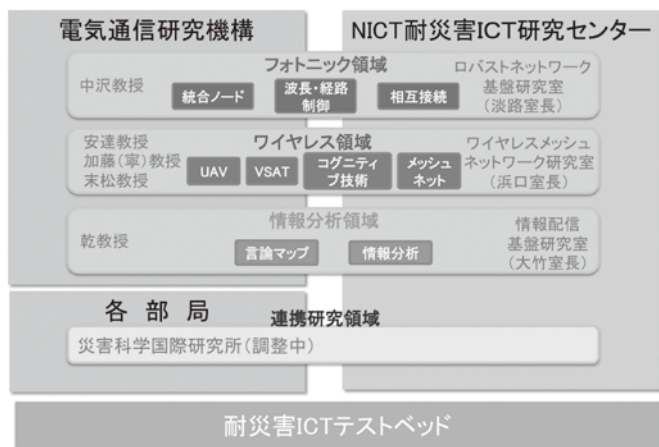 電気通信研究機構
NICT耐災害ICT研究センター
フォトニック領域
中沢教授
統合ノード
波長・経路
制御
相互接続
ロバストネットワーク
基盤研究室
(淡路室長)
ワイヤレス領域
安達教授
加藤(寧)教授
末松教授
UAV
VSAT
コグニティ
ブ技術
メッシュ
ネット
ワイヤレスメッシュ
ネットワーク研究室
(浜口室長)
情報分析領域
乾教授
言論マップ
情報分析
情報配信
基盤研究室
(大竹室長)
各部局
連携研究領域
災害科学国際研究所(調整中)
耐災害ICTテストベッド